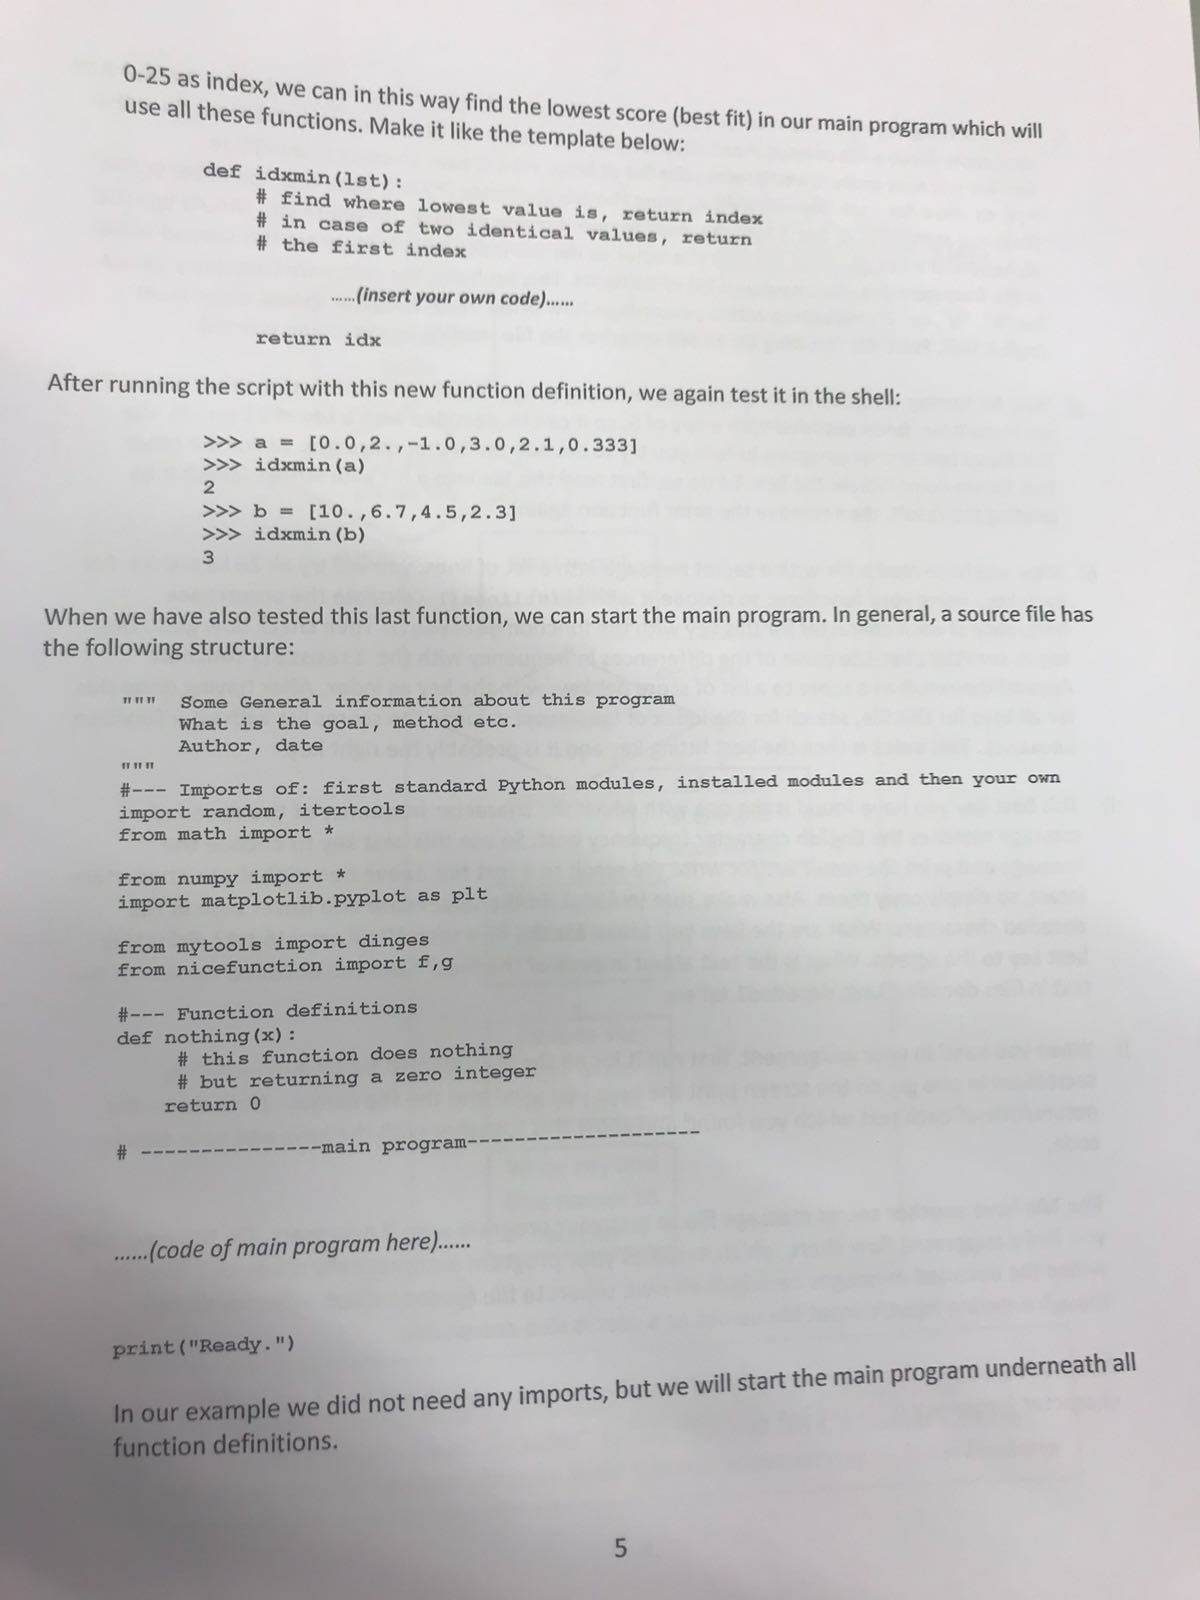 0-25 as index, we can in this way find the lowest score (best fit) in our main program which will
use all these functions. Make it like the template below:
def idxmin(lst):
# find where lowest value is, return index
# in case of two identical values, return
# the first index
......(insert your own code)......
return idx
After running the script with this new function definition, we again test it in the shell:
>>> a = [0.0,2.,-1.0,3.0,2.1,0.333]
>>> idxmin(a)
2
>>> b = [10.,6.7,4.5,2.3]
>>> idxmin(b)
3
When we have also tested this last function, we can start the main program. In general, a source file has
the following structure:
""" Some General information about this program
What is the goal, method etc.
Author, date
"""
#--- Imports of: first standard Python modules, installed modules and then your own
import random, itertools
from math import *
from numpy import *
import matplotlib.pyplot as plt
from mytools import dinges
from nicefunction import f,g
#--- Function definitions
def nothing(x):
# this function does nothing
# but returning a zero integer
return 0
# ---------------main program--------------------
......(code of main program here)......
print("Ready.")
In our example we did not need any imports, but we will start the main program underneath all
function definitions.
5